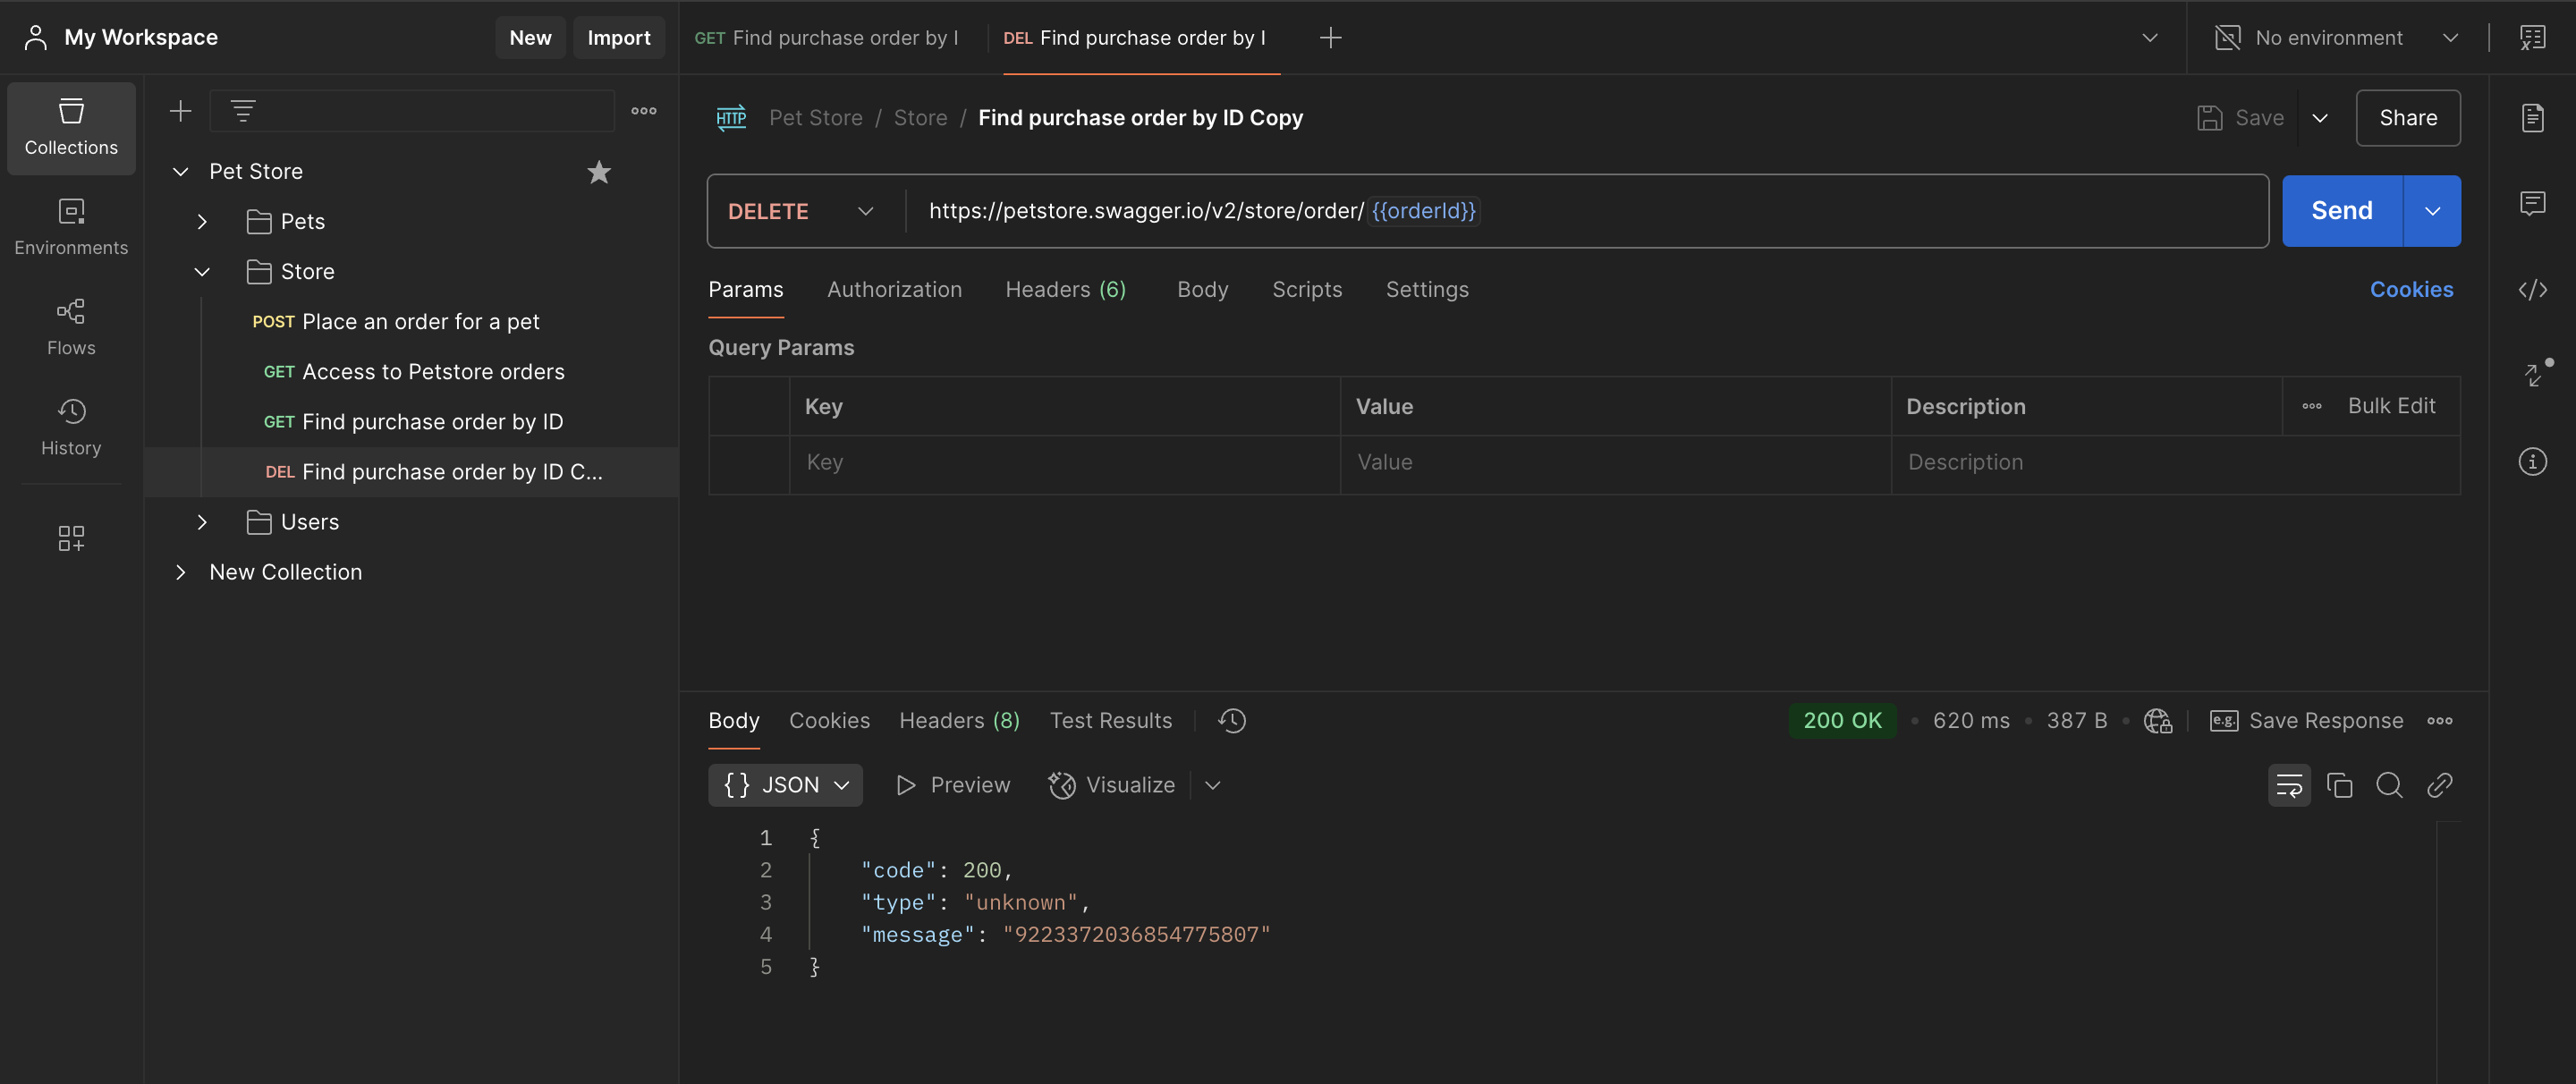 My Workspace
New
Import
GET Find purchase order by I
DEL Find purchase order by I
No environment
Collections
Environments
Flows
History
Pet Store
Pets
Store
POST Place an order for a pet
GET Access to Petstore orders
GET Find purchase order by ID
DEL Find purchase order by ID C...
Users
New Collection
HTTP Pet Store / Store / Find purchase order by ID Copy
Save
Share
DELETE
https://petstore.swagger.io/v2/store/order/{{orderId}}
Send
Params Authorization Headers (6) Body Scripts Settings
Cookies
Query Params
Key Value Description Bulk Edit
Key Value Description
Body Cookies Headers (8) Test Results
200 OK • 620 ms • 387 B • e.g. Save Response
{} JSON Preview Visualize
1 {
2 "code": 200,
3 "type": "unknown",
4 "message": "9223372036854775807"
5 }